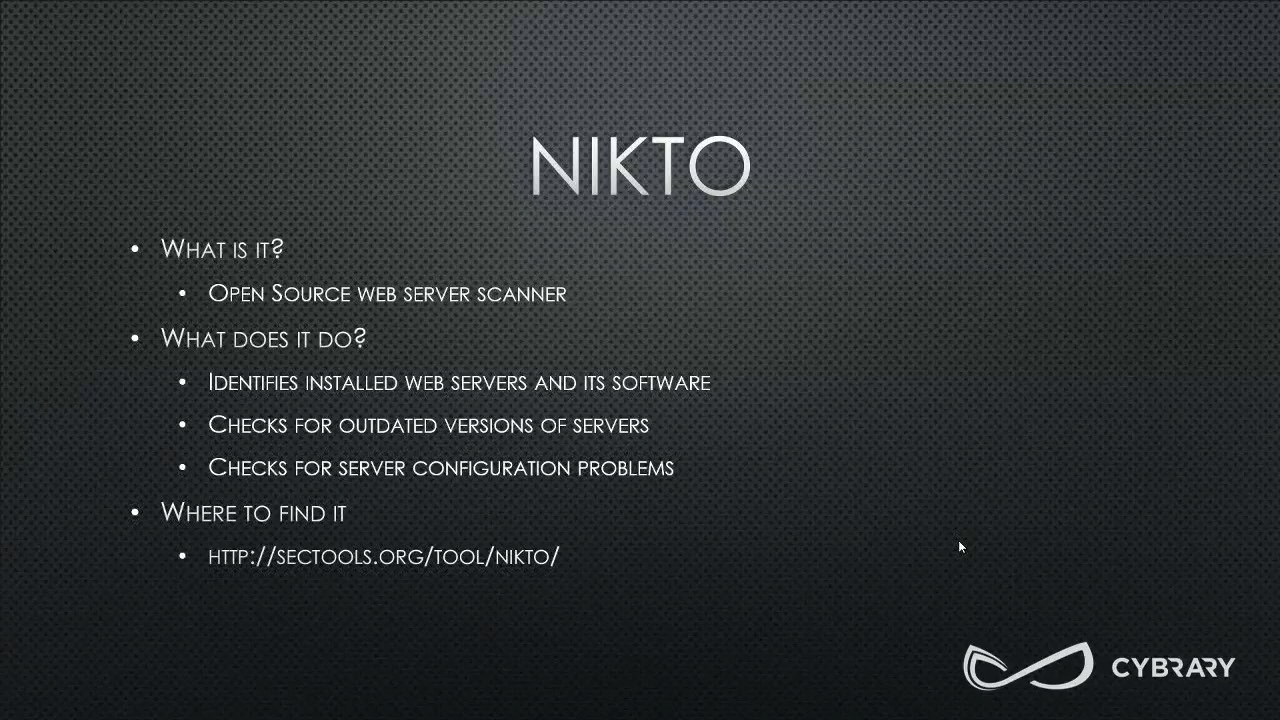 NIKTO
• What is it?
• Open Source web server scanner
• What does it do?
• Identifies installed web servers and its software
• Checks for outdated versions of servers
• Checks for server configuration problems
• Where to find it
• http://sectools.org/tool/nikto/
CYBRARY